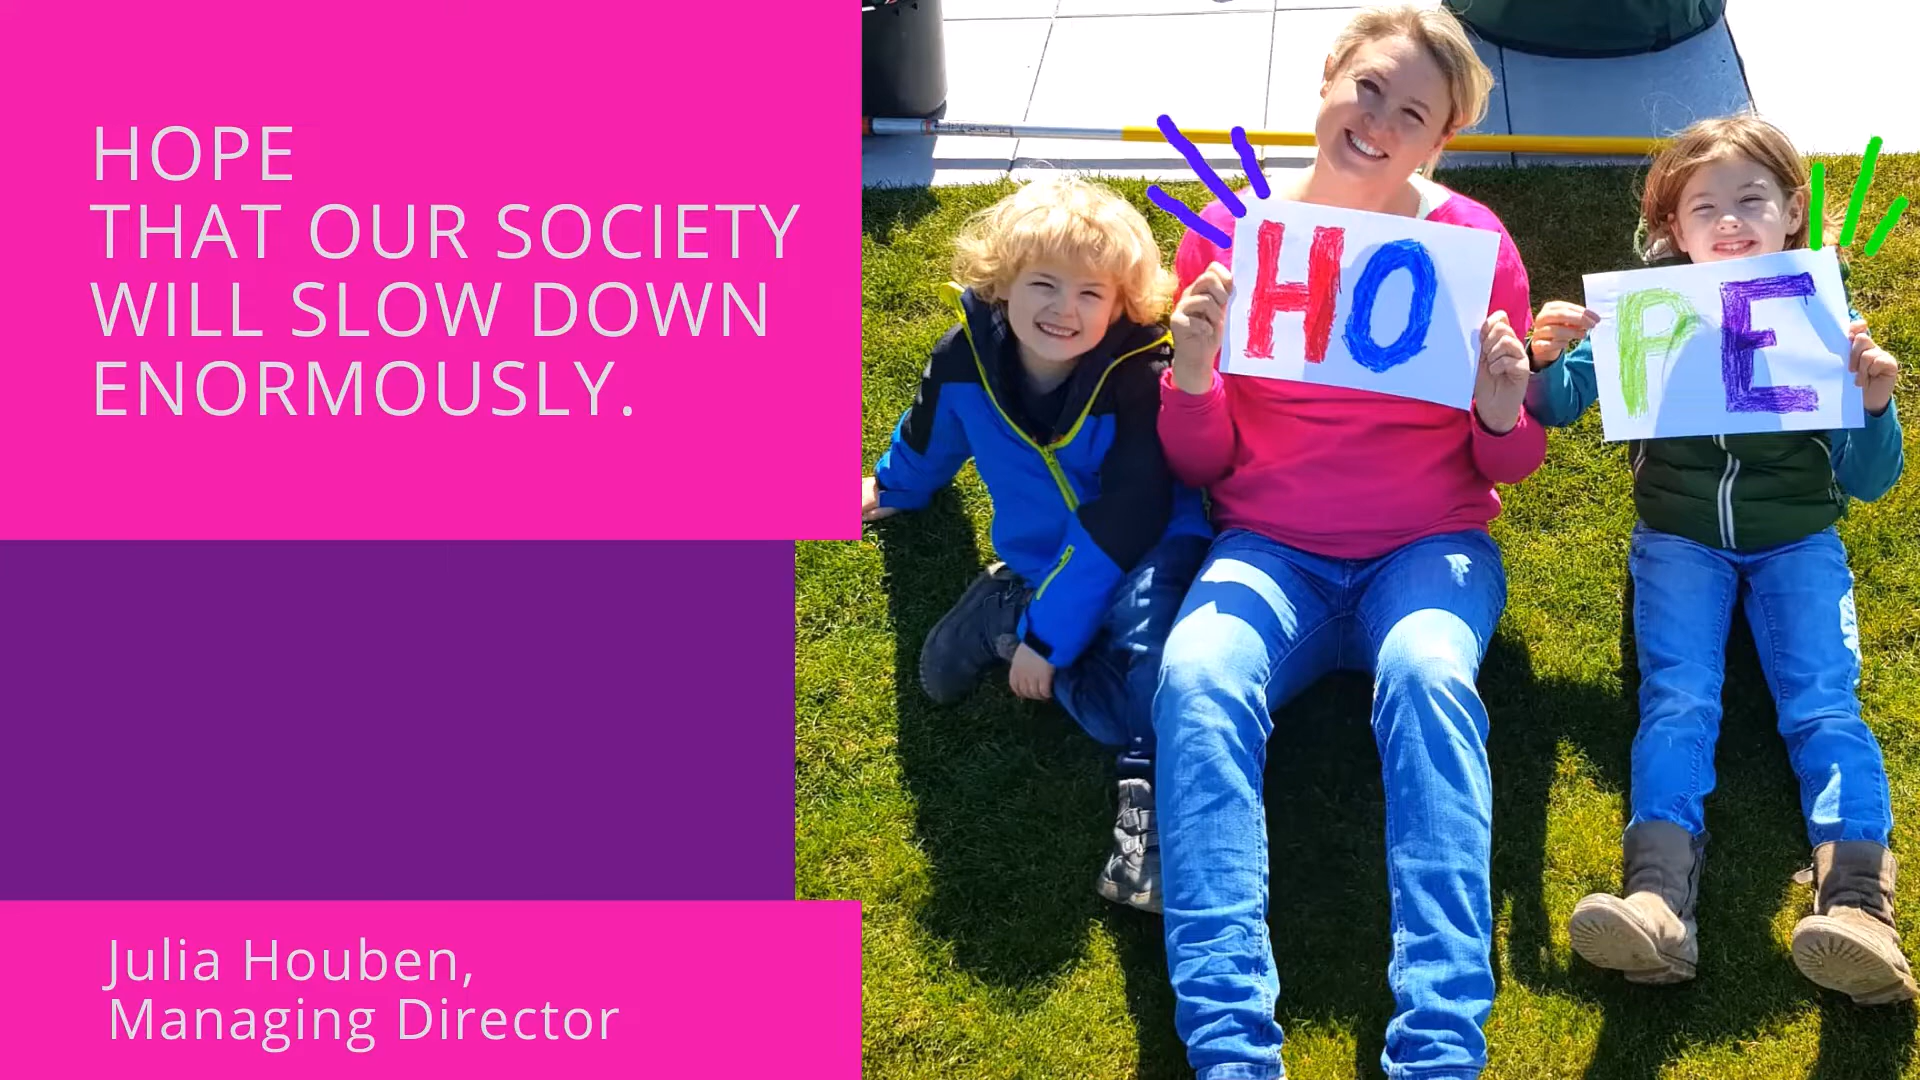 HOPE
THAT OUR SOCIETY
WILL SLOW DOWN
ENORMOUSLY.
HO
PE
Julia Houben,
Managing Director